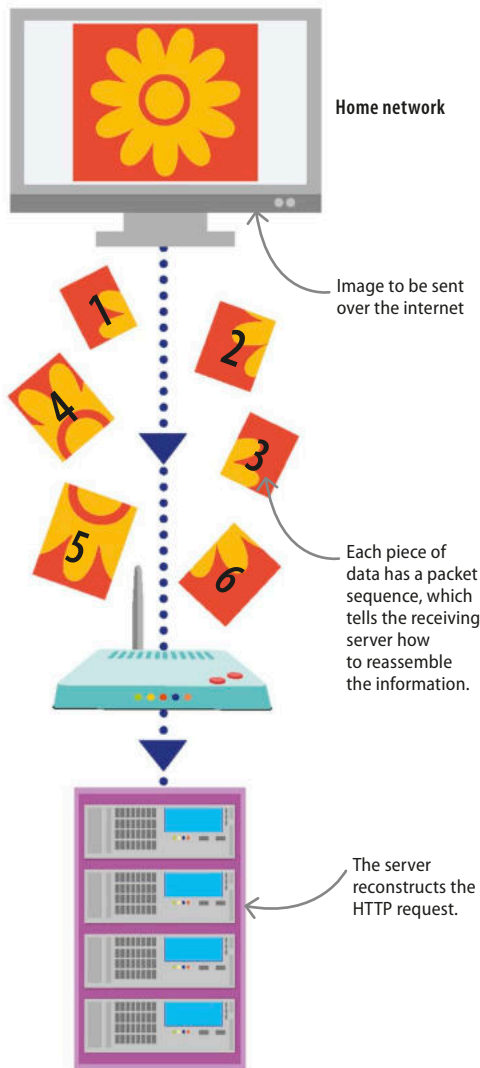 Home network
Image to be sent
over the internet
1
2
4
3
5
6
Each piece of
data has a packet
sequence, which
tells the receiving
server how
to reassemble
the information.
The server
reconstructs the
HTTP request.